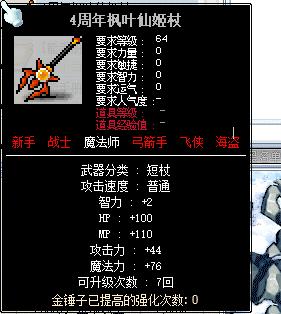 4周年枫叶仙姬杖
要求等级： 64
要求力量： 0
要求敏捷： 0
要求智力： 0
要求运气： 0
要求人气度： -
道具等级： -
道具经验值： -
新手 战士 魔法师 弓箭手 飞侠 海盗
武器分类 : 短杖
攻击速度 : 普通
智力 : +2
HP : +100
MP : +110
攻击力 : +44
魔法力 : +76
可升级次数 : 7回
金锤子已提高的强化次数: 0